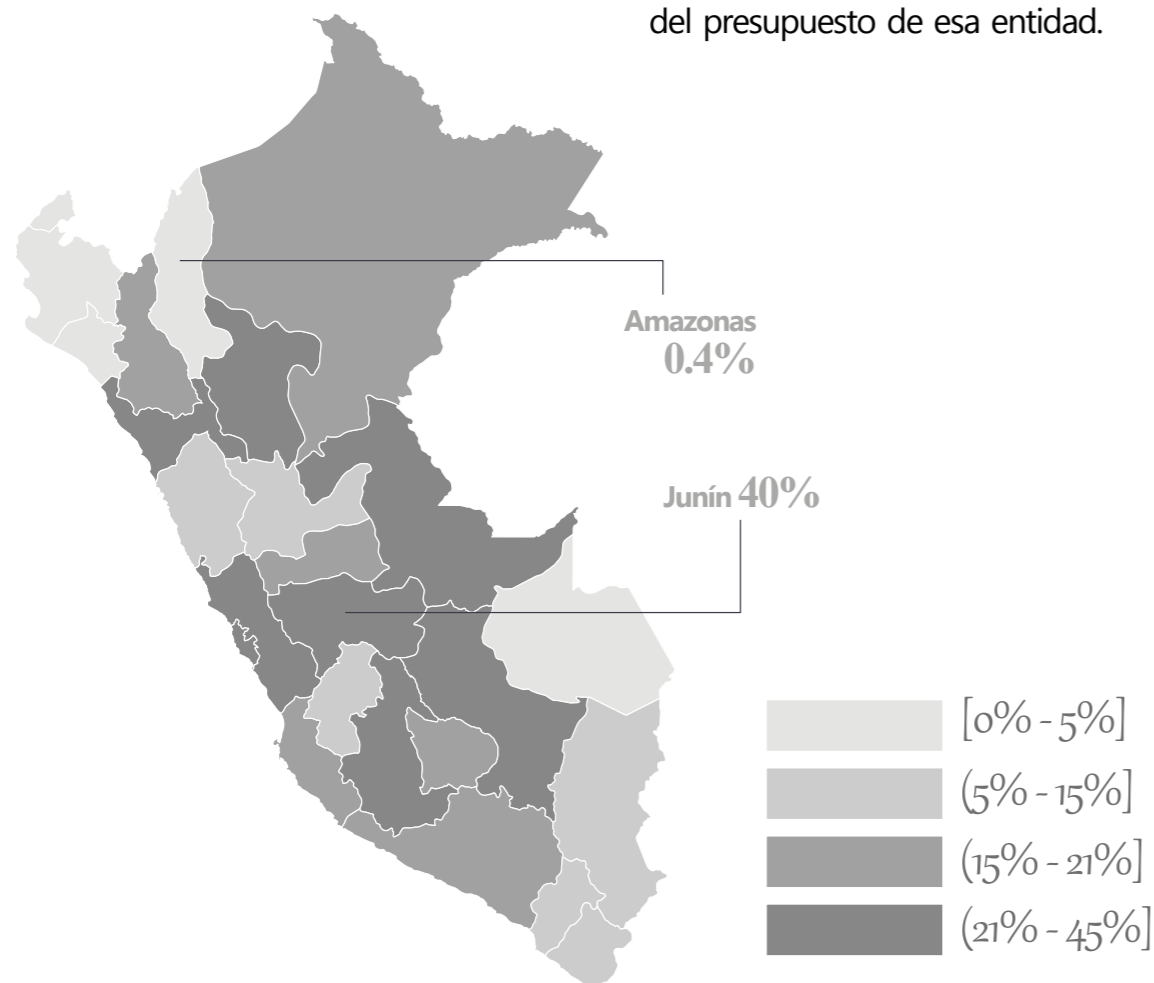 del presupuesto de esa entidad.
Amazonas
0.4%
Junín 40%
[0% - 5%]
(5% - 15%]
(15% - 21%]
(21% - 45%]